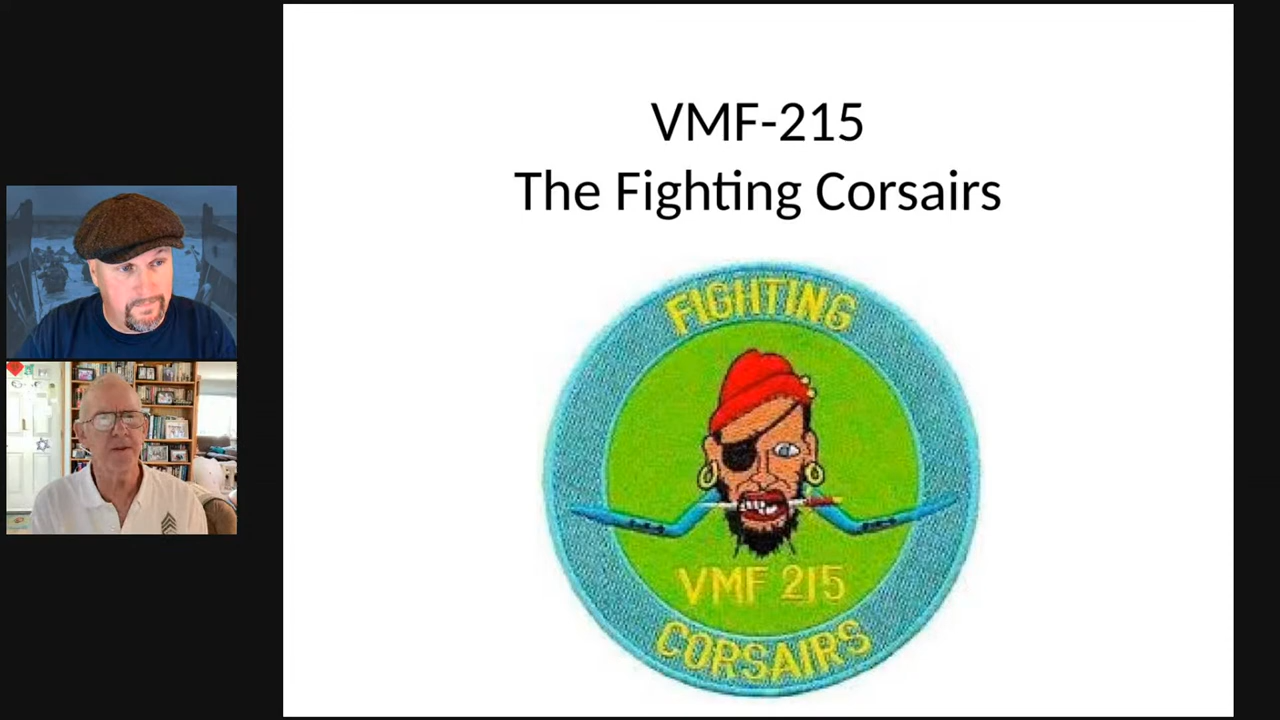 VMF-215
The Fighting Corsairs
FIGHTING
VMF 215
CORSAIRS